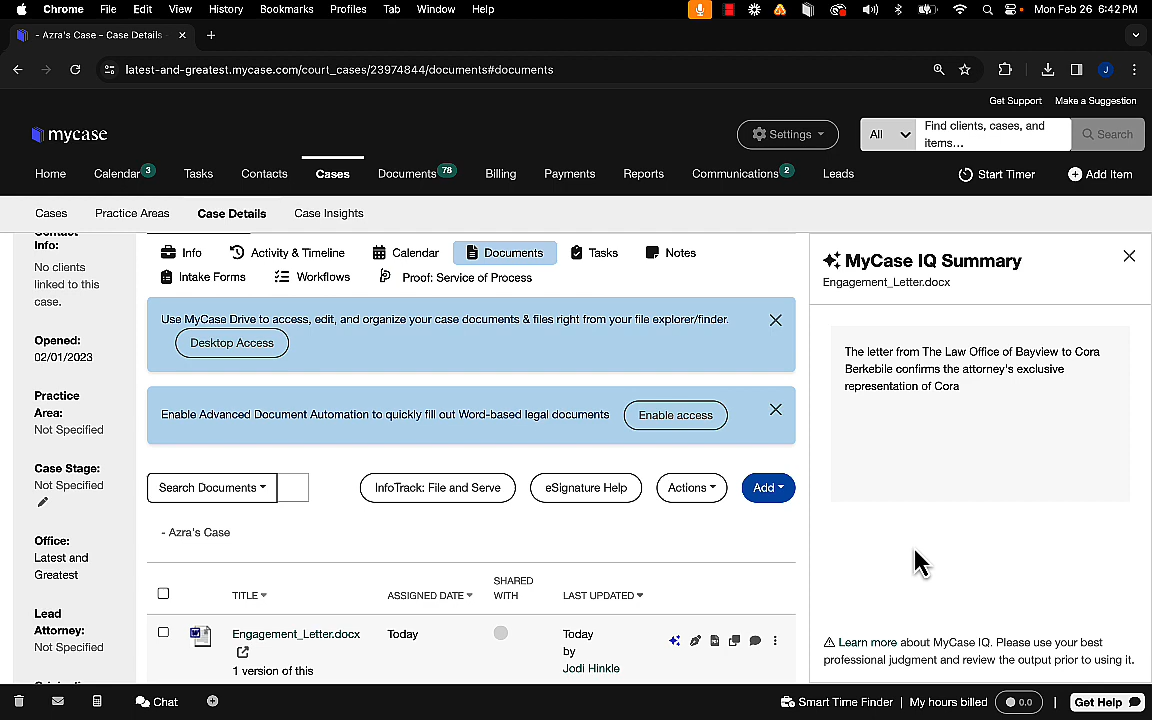 Chrome File Edit View History Bookmarks Profiles Tab Window Help Mon Feb 26 6:42 PM
- Azra's Case – Case Details
latest-and-greatest.mycase.com/court_cases/23974844/documents#documents J
Get Support Make a Suggestion
mycase Settings All Find clients, cases, and
items... Search
Home Calendar 3 Tasks Contacts Cases Documents 78 Billing Payments Reports Communications 2 Leads Start Timer Add Item
Cases Practice Areas Case Details Case Insights
Contact
Info:
No clients
linked to this
case.
Opened:
02/01/2023
Practice
Area:
Not Specified
Case Stage:
Not Specified
Office:
Latest and
Greatest
Lead
Attorney:
Not Specified
Info Activity & Timeline Calendar Documents Tasks Notes
Intake Forms Workflows Proof: Service of Process
Use MyCase Drive to access, edit, and organize your case documents & files right from your file explorer/finder.
Desktop Access
Enable Advanced Document Automation to quickly fill out Word-based legal documents Enable access
Search Documents InfoTrack: File and Serve eSignature Help Actions Add
- Azra's Case
TITLE ASSIGNED DATE SHARED
WITH LAST UPDATED
Engagement_Letter.docx Today Today
by
1 version of this Jodi Hinkle
MyCase IQ Summary
Engagement_Letter.docx
The letter from The Law Office of Bayview to Cora
Berkebile confirms the attorney's exclusive
representation of Cora
Learn more about MyCase IQ. Please use your best
professional judgment and review the output prior to using it.
Chat Smart Time Finder | My hours billed 0.0 | Get Help